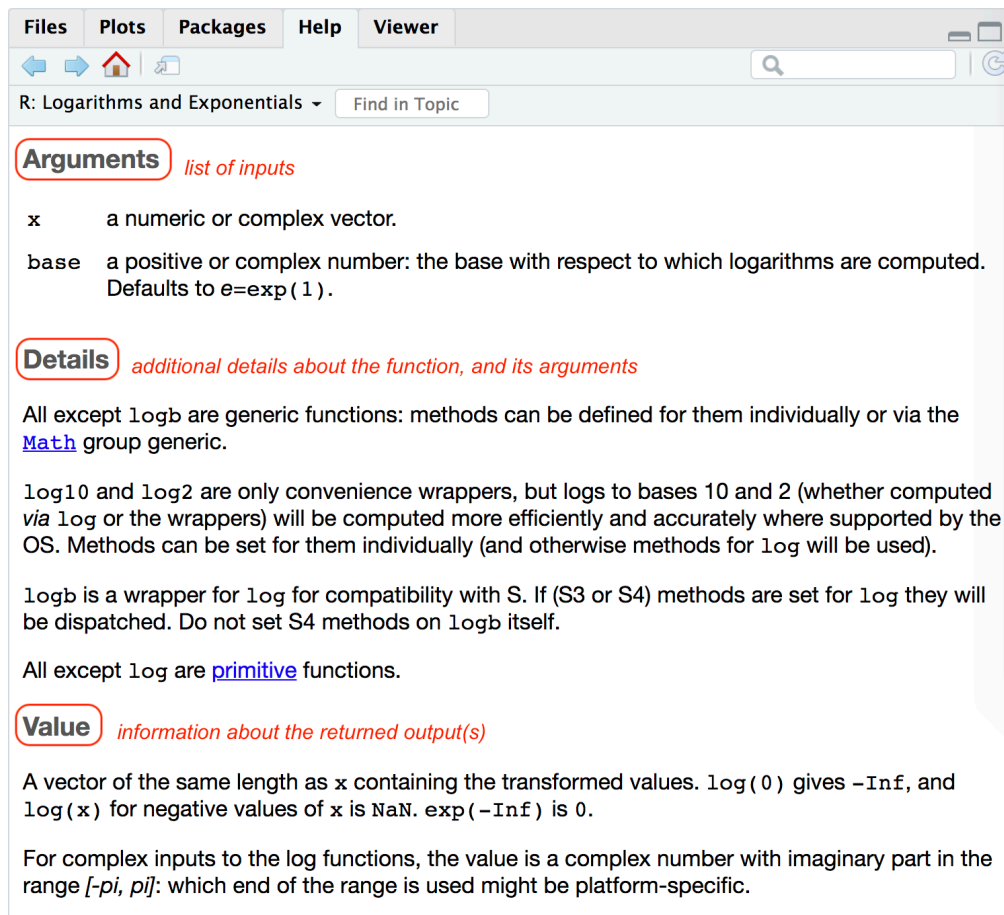 Files Plots Packages Help Viewer
R: Logarithms and Exponentials Find in Topic
Arguments list of inputs
x a numeric or complex vector.
base a positive or complex number: the base with respect to which logarithms are computed.
Defaults to e=exp(1).
Details additional details about the function, and its arguments
All except logb are generic functions: methods can be defined for them individually or via the
Math group generic.
log10 and log2 are only convenience wrappers, but logs to bases 10 and 2 (whether computed
via log or the wrappers) will be computed more efficiently and accurately where supported by the
OS. Methods can be set for them individually (and otherwise methods for log will be used).
logb is a wrapper for log for compatibility with S. If (S3 or S4) methods are set for log they will
be dispatched. Do not set S4 methods on logb itself.
All except log are primitive functions.
Value information about the returned output(s)
A vector of the same length as x containing the transformed values. log(0) gives -Inf, and
log(x) for negative values of x is NaN. exp(-Inf) is 0.
For complex inputs to the log functions, the value is a complex number with imaginary part in the
range [-pi, pi]: which end of the range is used might be platform-specific.